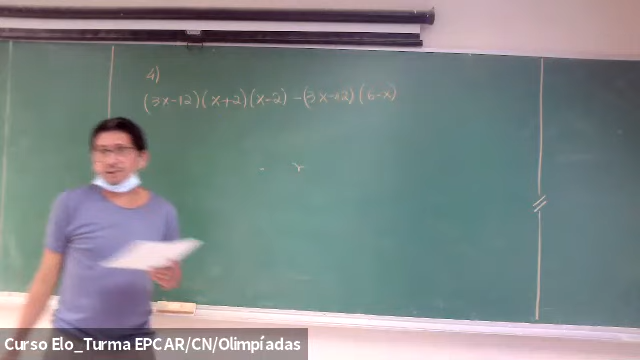 4)
(3x-12)(x+2)(x-2) -(3x-12)(6-x)
Curso Elo_Turma EPCAR/CN/Olimpíadas